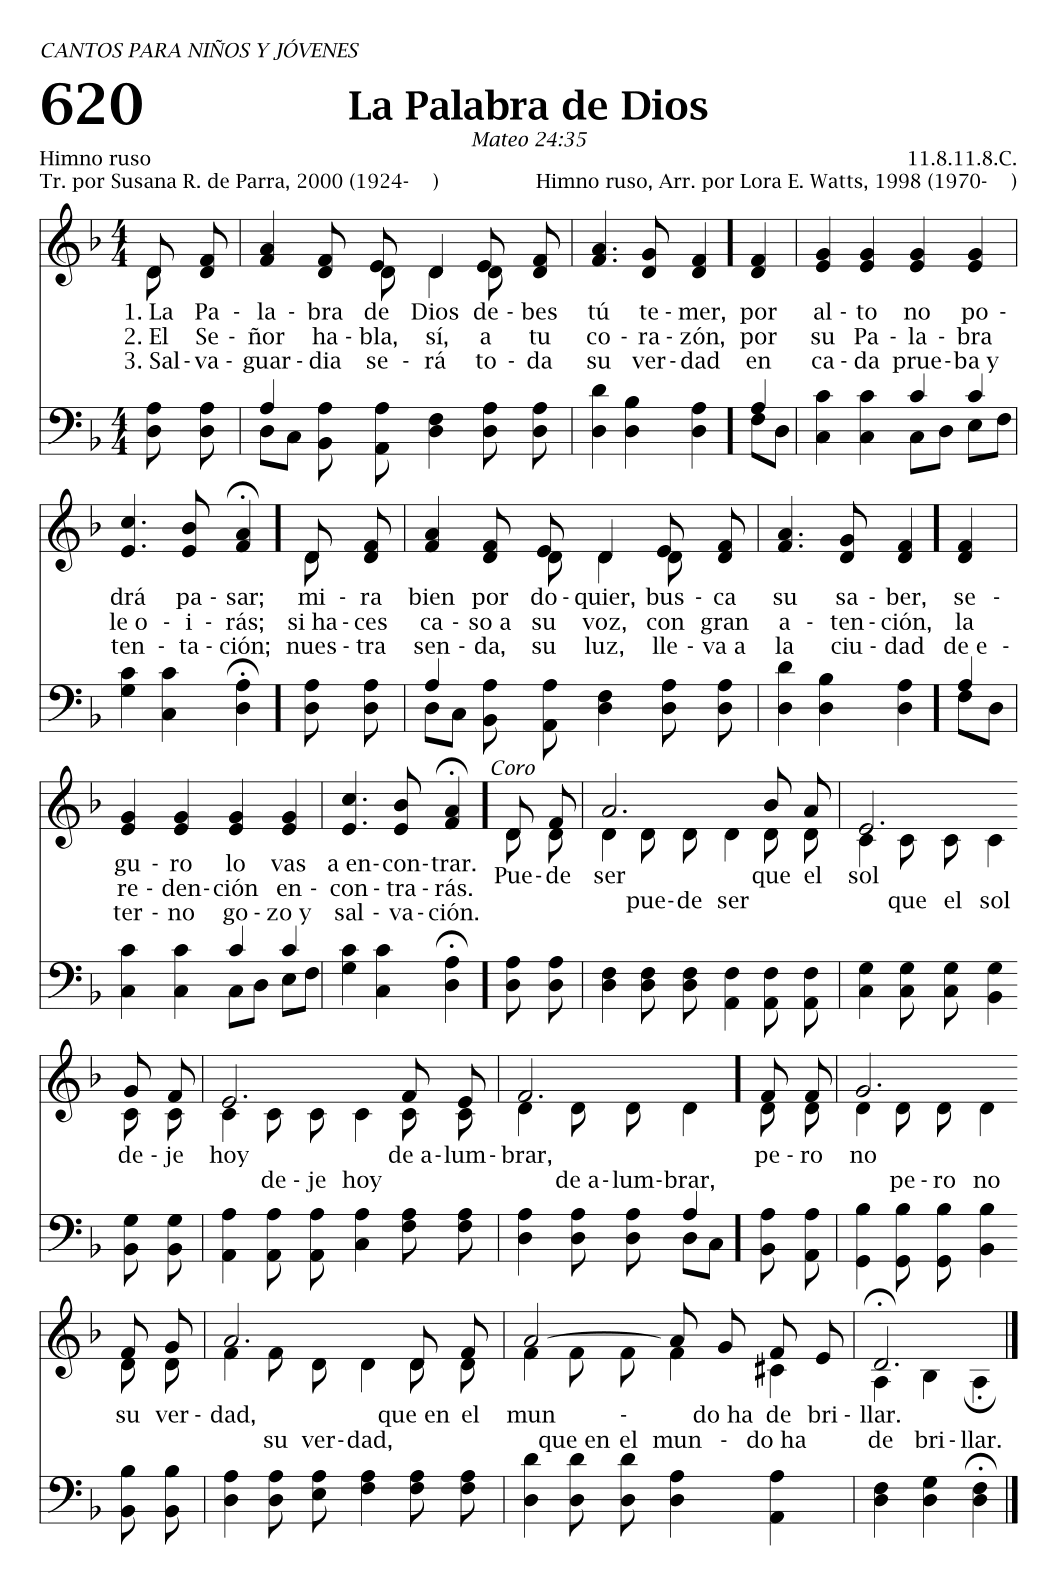 CANTOS PARA NIÑOS Y JÓVENES
620
La Palabra de Dios
Mateo 24:35
Himno ruso
11.8.11.8.C.
Tr. por Susana R. de Parra, 2000 (1924-    )
Himno ruso, Arr. por Lora E. Watts, 1998 (1970-    )
1. La Pa - la - bra de Dios de - bes tú te - mer, por al - to no po -
2. El Se - ñor ha - bla, sí, a tu co - ra - zón, por su Pa - la - bra
3. Sal - va - guar - dia se - rá to - da su ver - dad en ca - da prue - ba y
drá pa - sar; mi - ra bien por do - quier, bus - ca su sa - ber, se -
le o - i - rás; si ha - ces ca - so a su voz, con gran a - ten - ción, la
ten - ta - ción; nues - tra sen - da, su luz, lle - va a la ciu - dad de e -
Coro
gu - ro lo vas a en - con - trar. Pue - de ser que el sol
re - den - ción en - con - tra - rás. pue - de ser que el sol
ter - no go - zo y sal - va - ción.
de - je hoy de a - lum - brar, pe - ro no
de - je hoy de a - lum - brar, pe - ro no
su ver - dad, que en el mun - do ha de bri - llar.
su ver - dad, que en el mun - do ha de bri - llar.